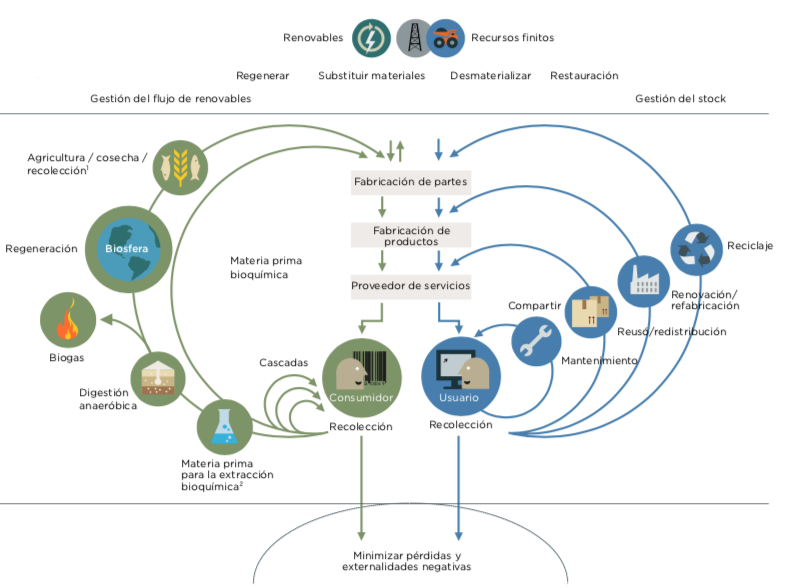 Renovables
Recursos finitos
Regenerar
Substituir materiales
Desmaterializar
Restauración
Gestión del flujo de renovables
Gestión del stock
Agricultura / cosecha /
recolección¹
Regeneración
Biosfera
Biogas
Digestión
anaeróbica
Materia prima
para la extracción
bioquímica²
Materia prima
bioquímica
Cascadas
Fabricación de partes
Fabricación de
productos
Proveedor de servicios
Consumidor
Recolección
Usuario
Recolección
Compartir
Mantenimiento
Reuso/redistribución
Renovación/
refabricación
Reciclaje
Minimizar pérdidas y
externalidades negativas